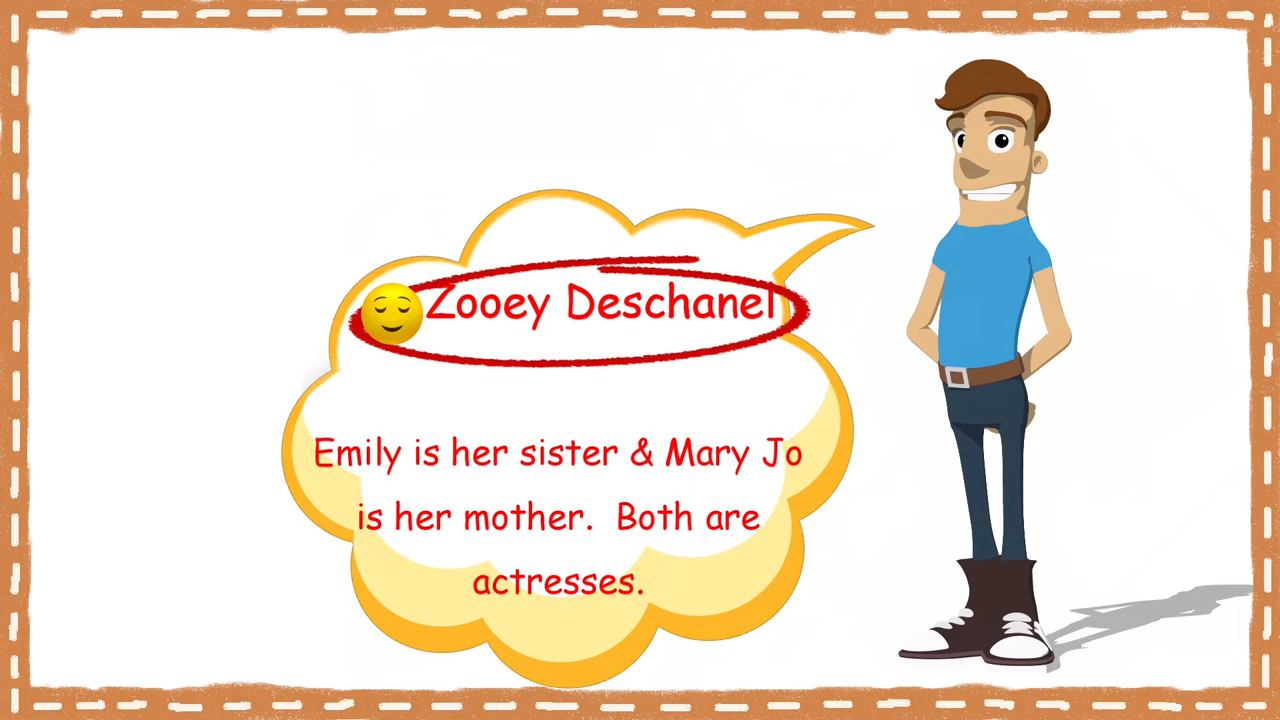 Zooey Deschanel
Emily is her sister & Mary Jo
is her mother.  Both are
actresses.